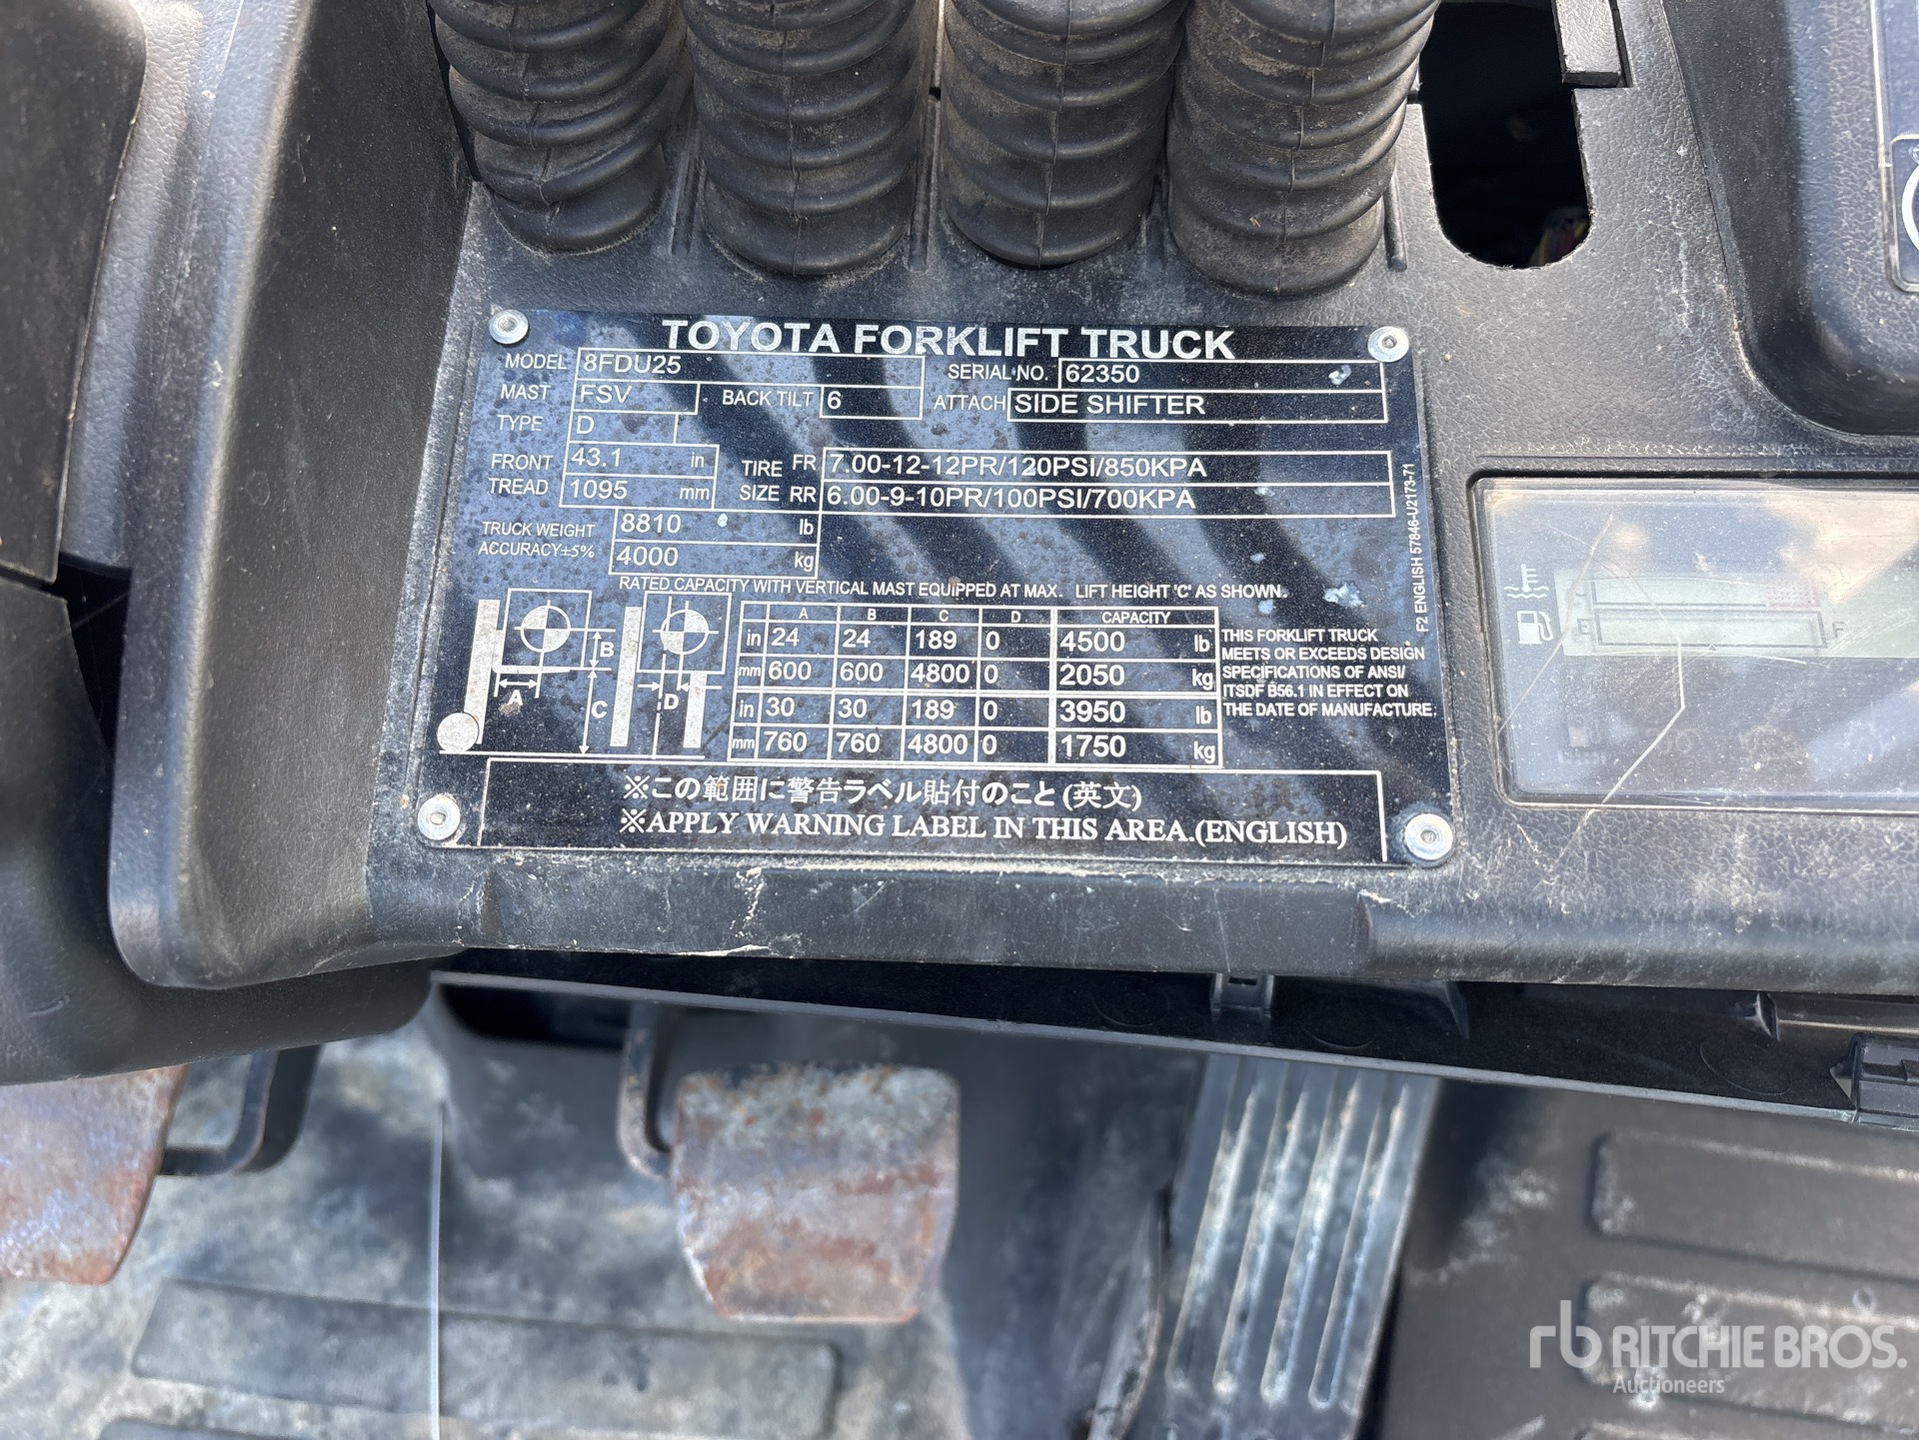 TOYOTA FORKLIFT TRUCK
MODEL 8FDU25 SERIAL NO. 62350
MAST FSV BACK TILT 6 ATTACH SIDE SHIFTER
TYPE D
FRONT TREAD 43.1 in TIRE SIZE FR 7.00-12-12PR/120PSI/850KPA
1095 mm RR 6.00-9-10PR/100PSI/700KPA
TRUCK WEIGHT 8810 lb
ACCURACY±5% 4000 kg
RATED CAPACITY WITH VERTICAL MAST EQUIPPED AT MAX. LIFT HEIGHT 'C' AS SHOWN.
A B C D CAPACITY
in 24 24 189 0 4500 lb
mm 600 600 4800 0 2050 kg
in 30 30 189 0 3950 lb
mm 760 760 4800 0 1750 kg
A B C D
THIS FORKLIFT TRUCK
MEETS OR EXCEEDS DESIGN
SPECIFICATIONS OF ANSI/
ITSDF B56.1 IN EFFECT ON
THE DATE OF MANUFACTURE.
F2 ENGLISH 57846-U2173-71
※この範囲に警告ラベル貼付のこと(英文)
※APPLY WARNING LABEL IN THIS AREA.(ENGLISH)
E F
rb RITCHIE BROS.
Auctioneers